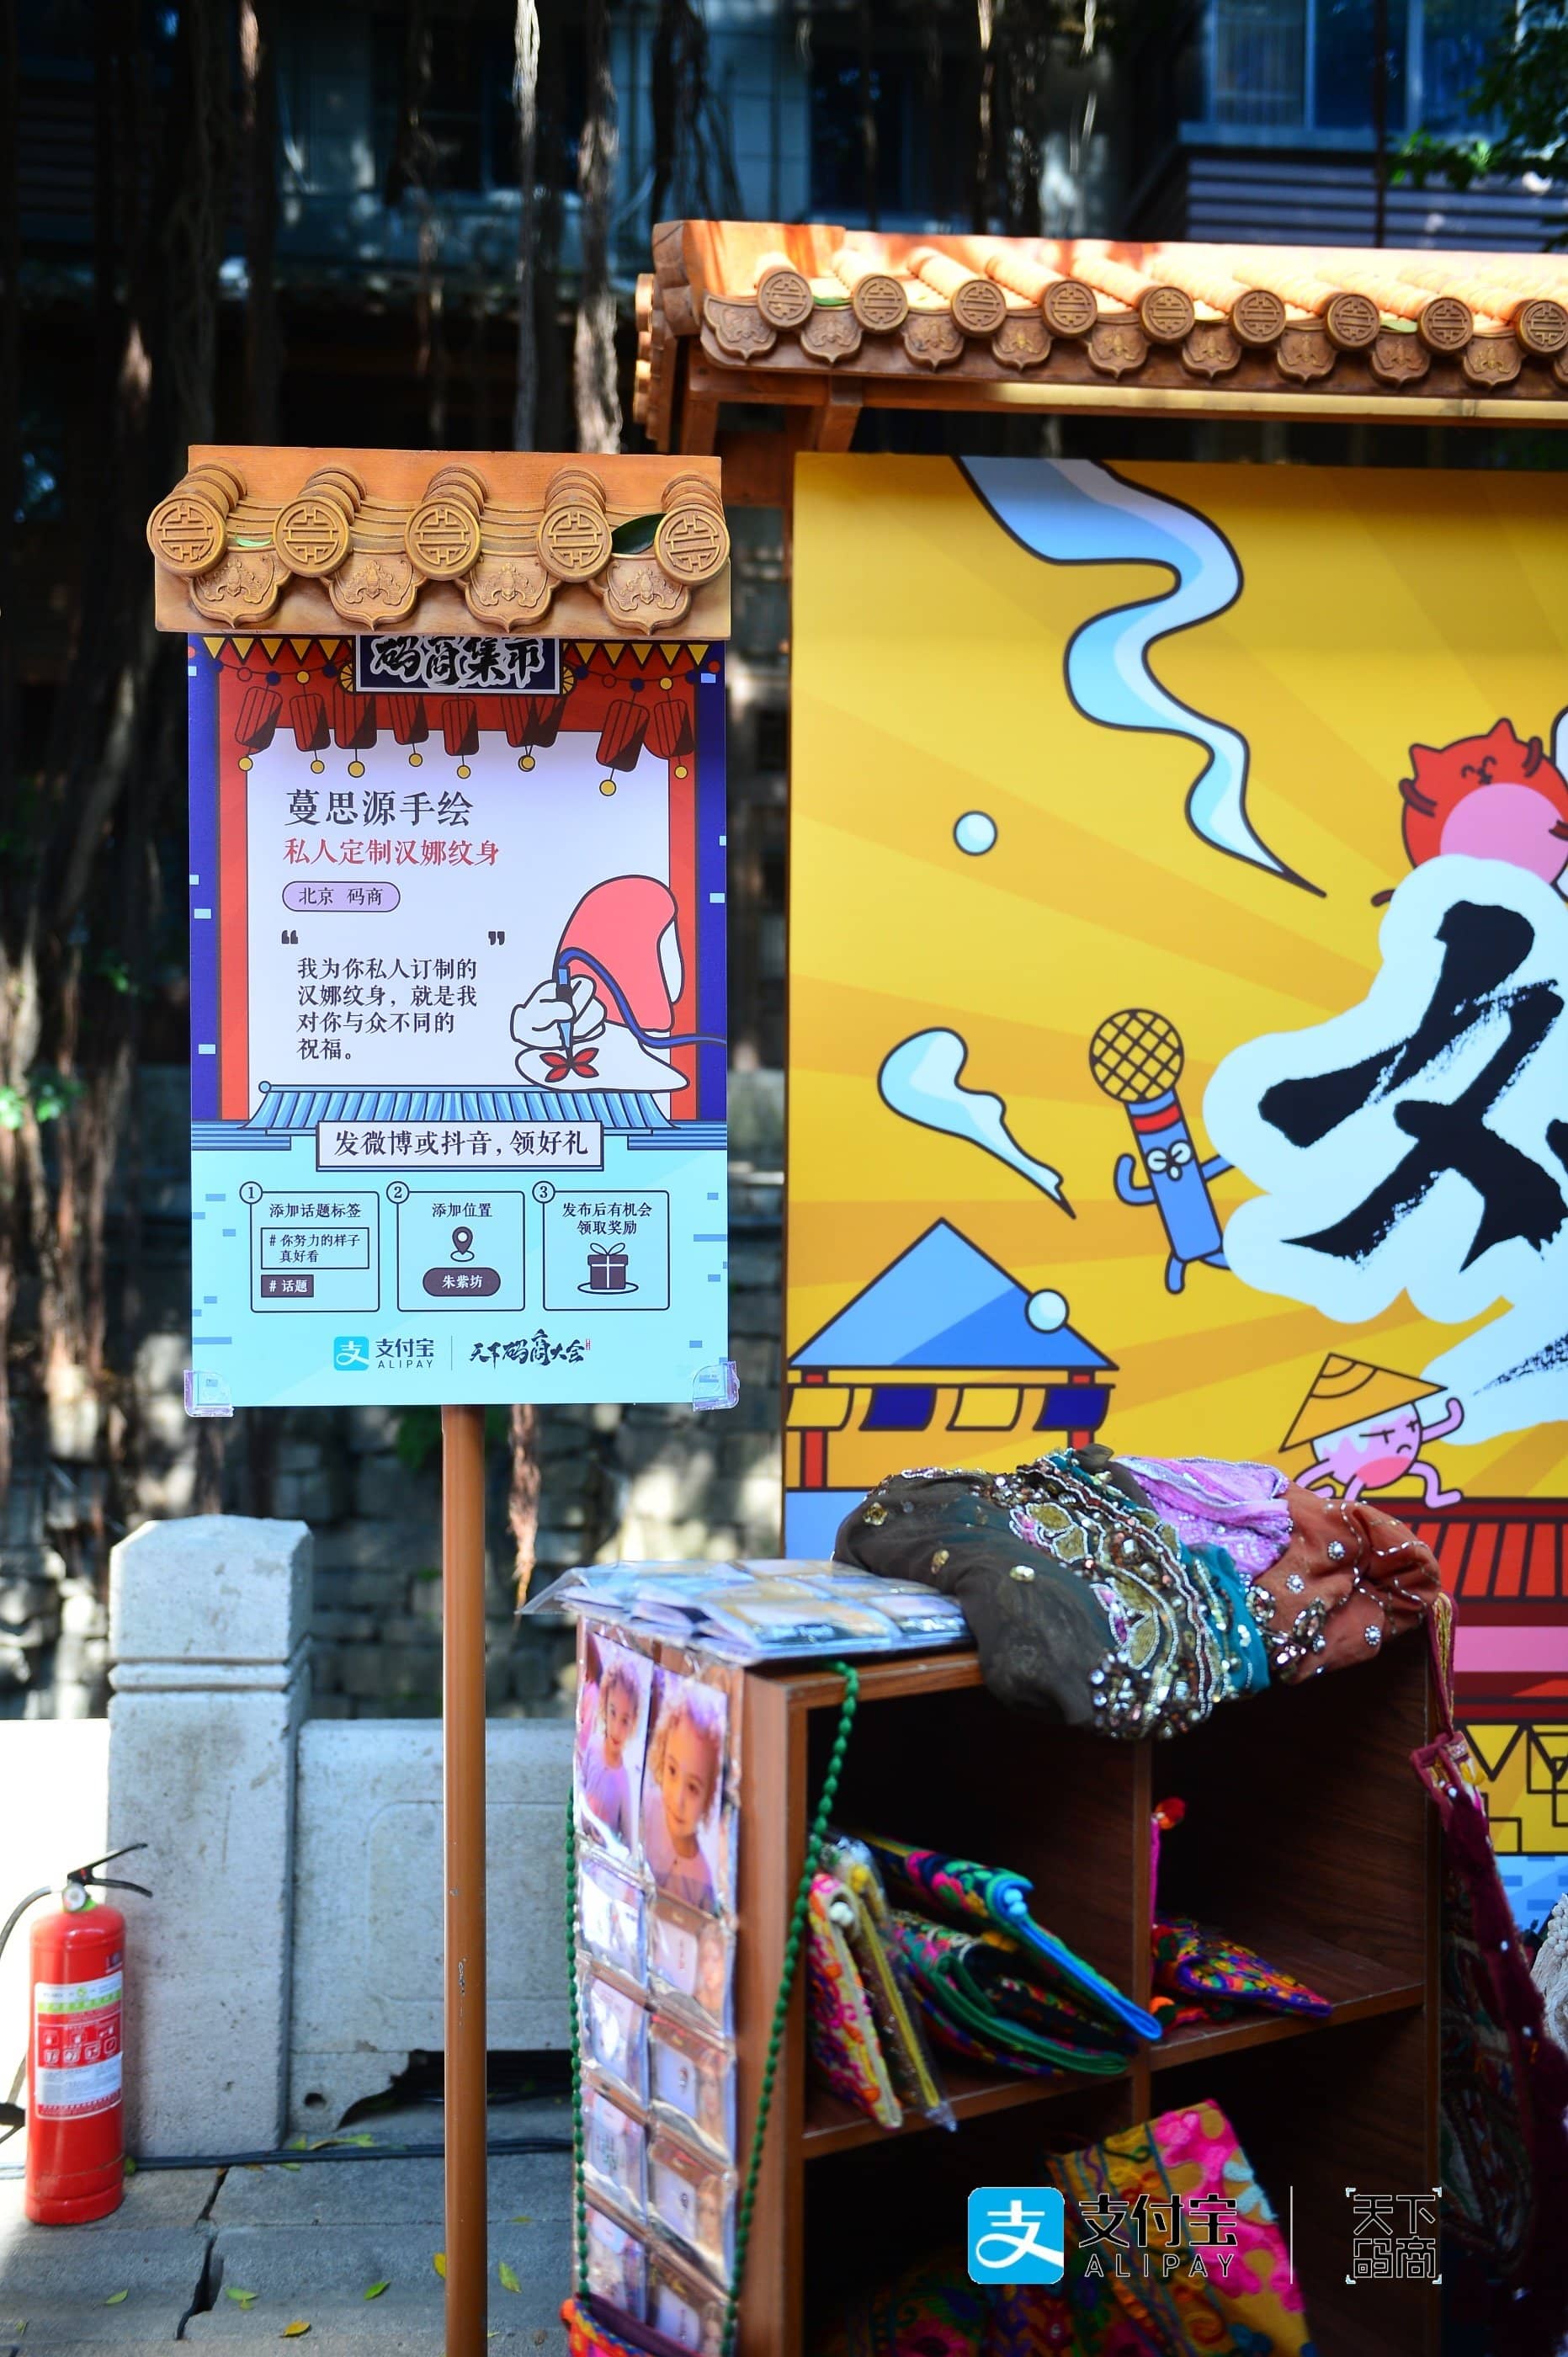 码商集市
蔓思源手绘
私人定制汉娜纹身
北京 码商
“ ”
我为你私人订制的
汉娜纹身，就是我
对你与众不同的
祝福。
发微博或抖音，领好礼
1
添加话题标签
# 你努力的样子
真好看
# 话题
2
添加位置
朱紫坊
3
发布后有机会
领取奖励
支 支付宝
ALIPAY
天下码商大会
支 支付宝
ALIPAY
天下
码商